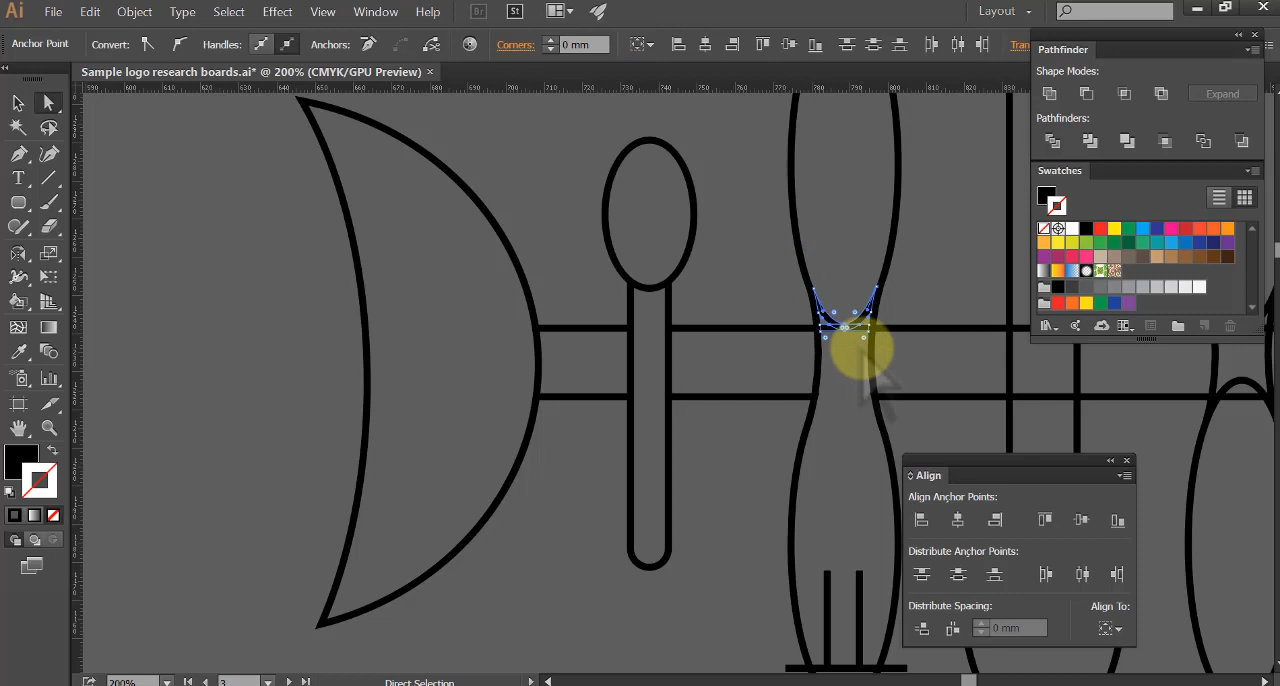 Ai File Edit Object Type Select Effect View Window Help Br St Layout
Anchor Point Convert: Handles: Anchors: Corners: 0 mm
Sample logo research boards.ai* @ 200% (CMYK/GPU Preview) ×
Pathfinder
Shape Modes:
Expand
Pathfinders:
Swatches
Align
Align Anchor Points:
Distribute Anchor Points:
Distribute Spacing: Align To:
0 mm
200% 3 Direct Selection